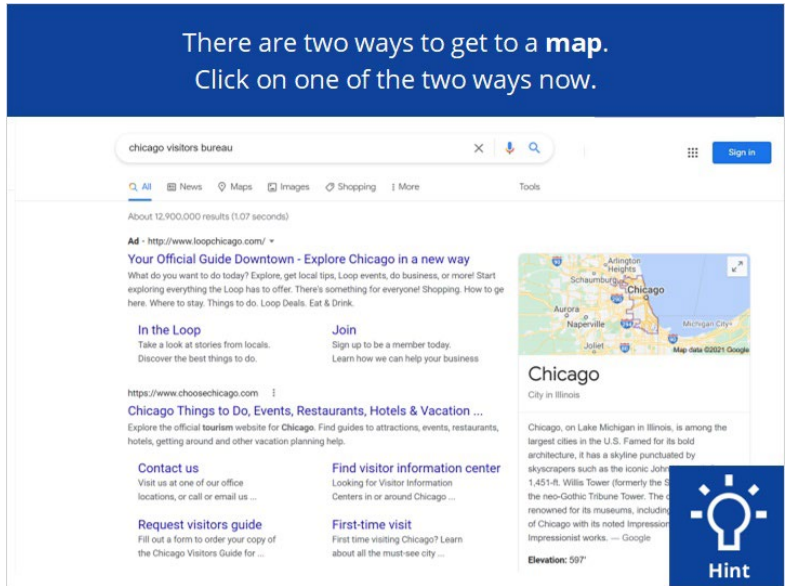 There are two ways to get to a map.
Click on one of the two ways now.
chicago visitors bureau
Sign in
All News Maps Images Shopping More Tools
About 12,900,000 results (1.07 seconds)
Ad · http://www.loopchicago.com/
Your Official Guide Downtown - Explore Chicago in a new way
What do you want to do today? Explore, get local tips, Loop events, do business, or more! Start
exploring everything the Loop has to offer. There's something for everyone! Shopping. How to get
here. Where to stay. Things to do. Loop Deals. Eat & Drink.
In the Loop
Take a look at stories from locals.
Discover the best things to do.
Join
Sign up to be a member today.
Learn how we can help your business
https://www.choosechicago.com
Chicago Things to Do, Events, Restaurants, Hotels & Vacation ...
Explore the official tourism website for Chicago. Find guides to attractions, events, restaurants,
hotels, getting around and other vacation planning help.
Contact us
Visit us at one of our office
locations, or call or email us ...
Find visitor information center
Looking for Visitor Information
Centers in or around Chicago ...
Request visitors guide
Fill out a form to order your copy of
the Chicago Visitors Guide for ...
First-time visit
First time visiting Chicago? Learn
about all the must-see city ...
Arlington
Heights
Schaumburg
Chicago
Aurora
Naperville
Michigan City
Joliet
Map data ©2021 Google
Chicago
City in Illinois
Chicago, on Lake Michigan in Illinois, is among the
largest cities in the U.S. Famed for its bold
architecture, it has a skyline punctuated by
skyscrapers such as the iconic John
1,451-ft. Willis Tower (formerly the S
the neo-Gothic Tribune Tower. The c
renowned for its museums, including
of Chicago with its noted Impression
Impressionist works. — Google
Elevation: 597'
Hint